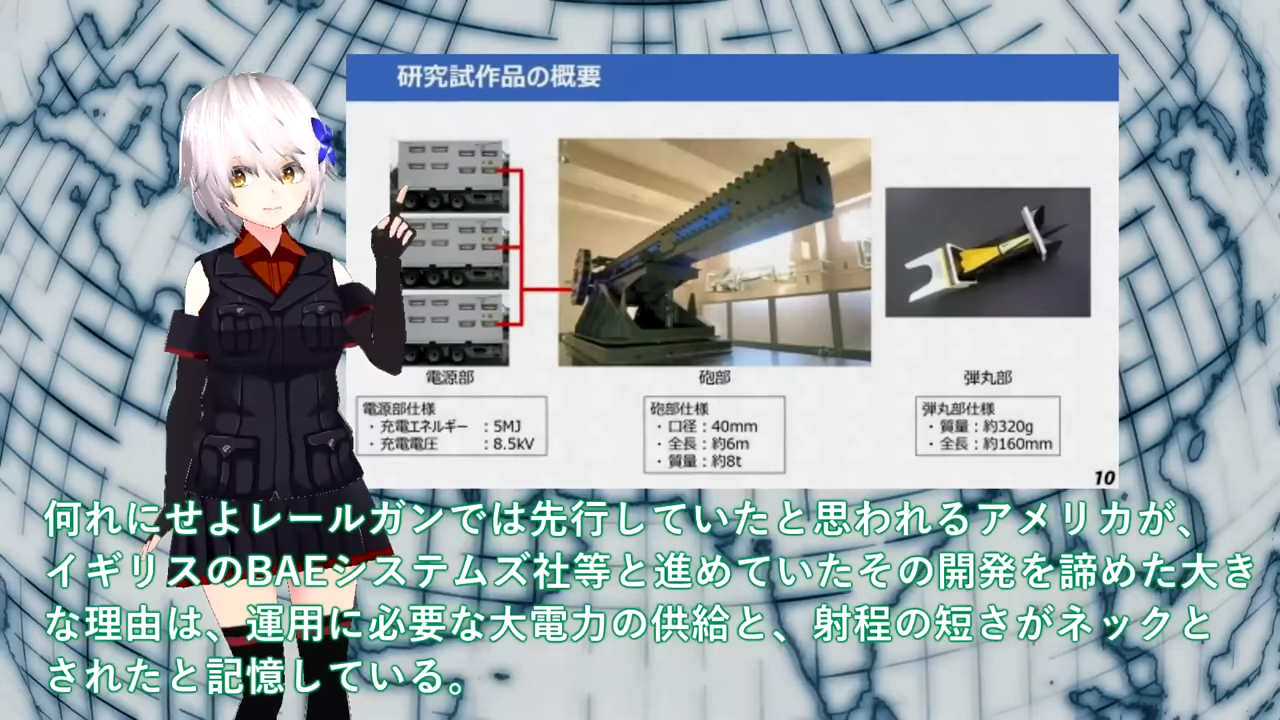 研究試作品の概要
電源部
砲部
弾丸部
電源部仕様
・充電エネルギー ：5MJ
・充電電圧 ：8.5kV
砲部仕様
・口径：40mm
・全長：約6m
・質量：約8t
弾丸部仕様
・質量：約320g
・全長：約160mm
10
何れにせよレールガンでは先行していたと思われるアメリカが、
イギリスのBAEシステムズ社等と進めていたその開発を諦めた大き
な理由は、運用に必要な大電力の供給と、射程の短さがネックと
されたと記憶している。